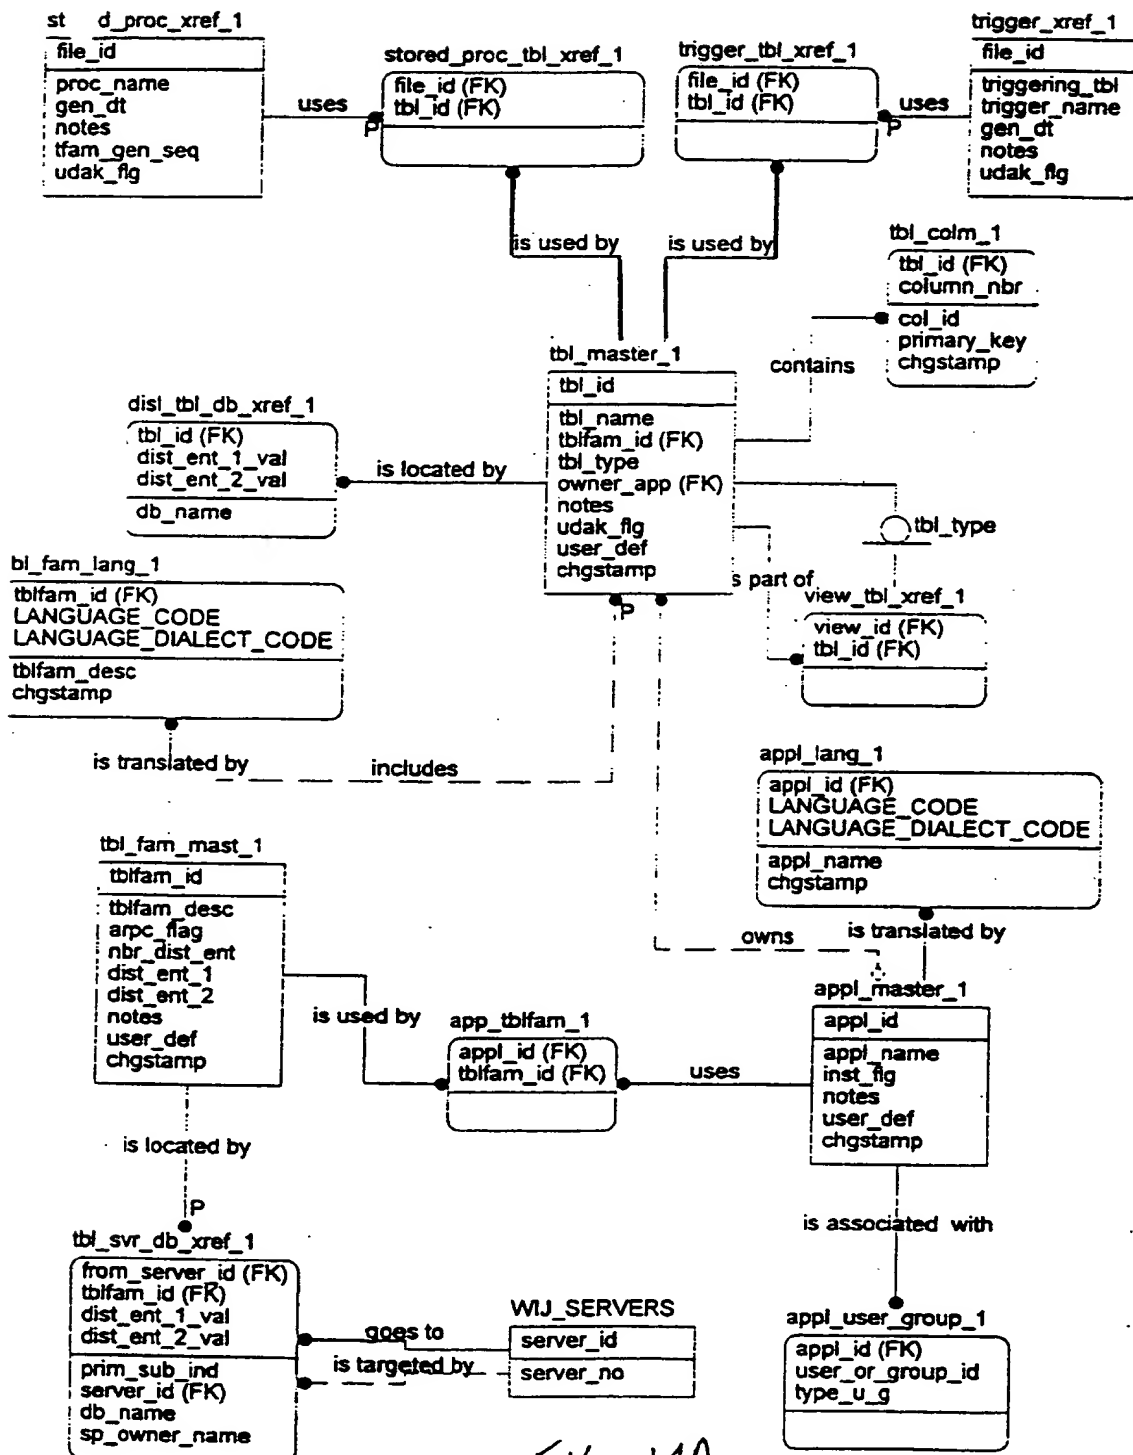 st d_proc_xref_1
file_id
proc_name
gen_dt
notes
tfam_gen_seq
udak_flg
uses
P
stored_proc_tbl_xref_1
file_id (FK)
tbl_id (FK)
trigger_tbl_xref_1
file_id (FK)
tbl_id (FK)
uses
P
trigger_xref_1
file_id
triggering_tbl
trigger_name
gen_dt
notes
udak_flg
is used by
is used by
tbl_colm_1
tbl_id (FK)
column_nbr
col_id
primary_key
chgstamp
contains
tbl_master_1
tbl_id
tbl_name
tblfam_id (FK)
tbl_type
owner_app (FK)
notes
udak_flg
user_def
chgstamp
P
dist_tbl_db_xref_1
tbl_id (FK)
dist_ent_1_val
dist_ent_2_val
db_name
is located by
tbl_type
s part of
view_tbl_xref_1
view_id (FK)
tbl_id (FK)
bl_fam_lang_1
tblfam_id (FK)
LANGUAGE_CODE
LANGUAGE_DIALECT_CODE
tblfam_desc
chgstamp
is translated by
includes
appl_lang_1
appl_id (FK)
LANGUAGE_CODE
LANGUAGE_DIALECT_CODE
appl_name
chgstamp
is translated by
owns
tbl_fam_mast_1
tblfam_id
tblfam_desc
arpc_flag
nbr_dist_ent
dist_ent_1
dist_ent_2
notes
user_def
chgstamp
is used by
app_tblfam_1
appl_id (FK)
tblfam_id (FK)
uses
appl_master_1
appl_id
appl_name
inst_flg
notes
user_def
chgstamp
is located by
P
is associated with
tbl_svr_db_xref_1
from_server_id (FK)
tblfam_id (FK)
dist_ent_1_val
dist_ent_2_val
prim_sub_ind
server_id (FK)
db_name
sp_owner_name
goes to
is targeted by
WIJ_SERVERS
server_id
server_no
appl_user_group_1
appl_id (FK)
user_or_group_id
type_u_g